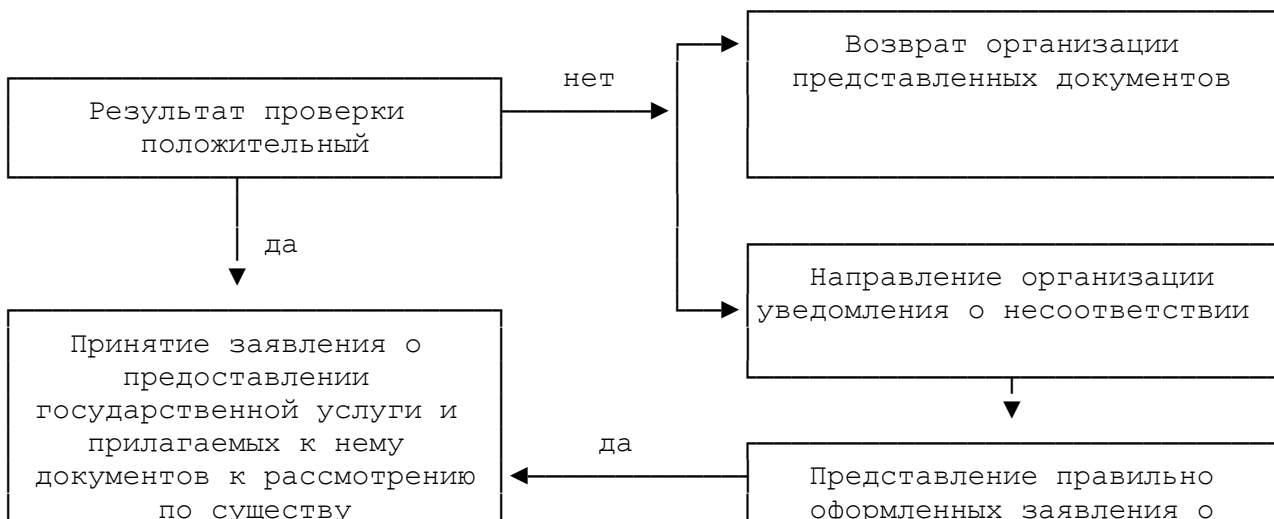 Возврат организации
представленных документов
нет
Результат проверки
положительный
да
Направление организации
уведомления о несоответствии
Принятие заявления о
предоставлении
государственной услуги и
прилагаемых к нему
документов к рассмотрению
по существу
да
Представление правильно
оформленных заявления о